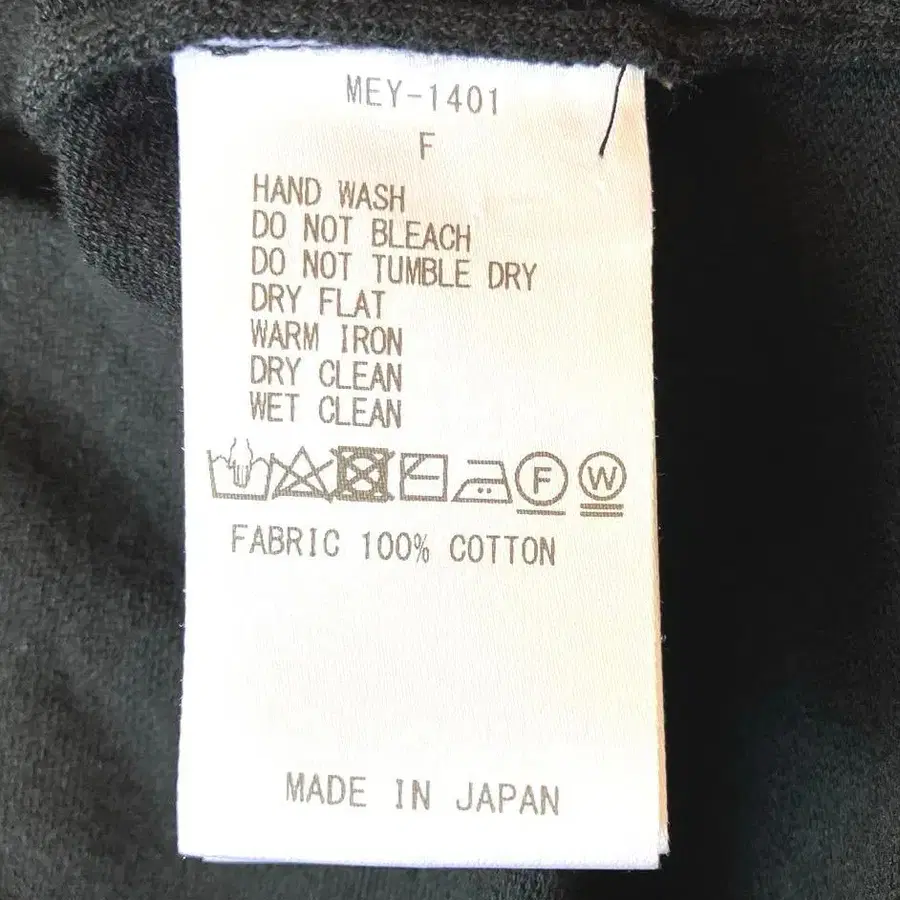 MEY-1401
F
HAND WASH
DO NOT BLEACH
DO NOT TUMBLE DRY
DRY FLAT
WARM IRON
DRY CLEAN
WET CLEAN
F W
FABRIC 100% COTTON
MADE IN JAPAN